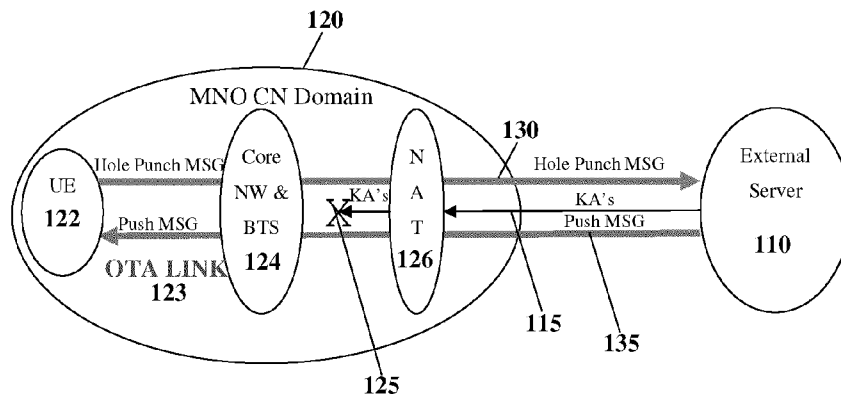 120
MNO CN Domain
130
Hole Punch MSG
Core
NW &
BTS
124
N
A
T
126
Hole Punch MSG
External
Server
110
UE
122
KA's
KA's
Push MSG
Push MSG
OTA LINK
123
125
115
135